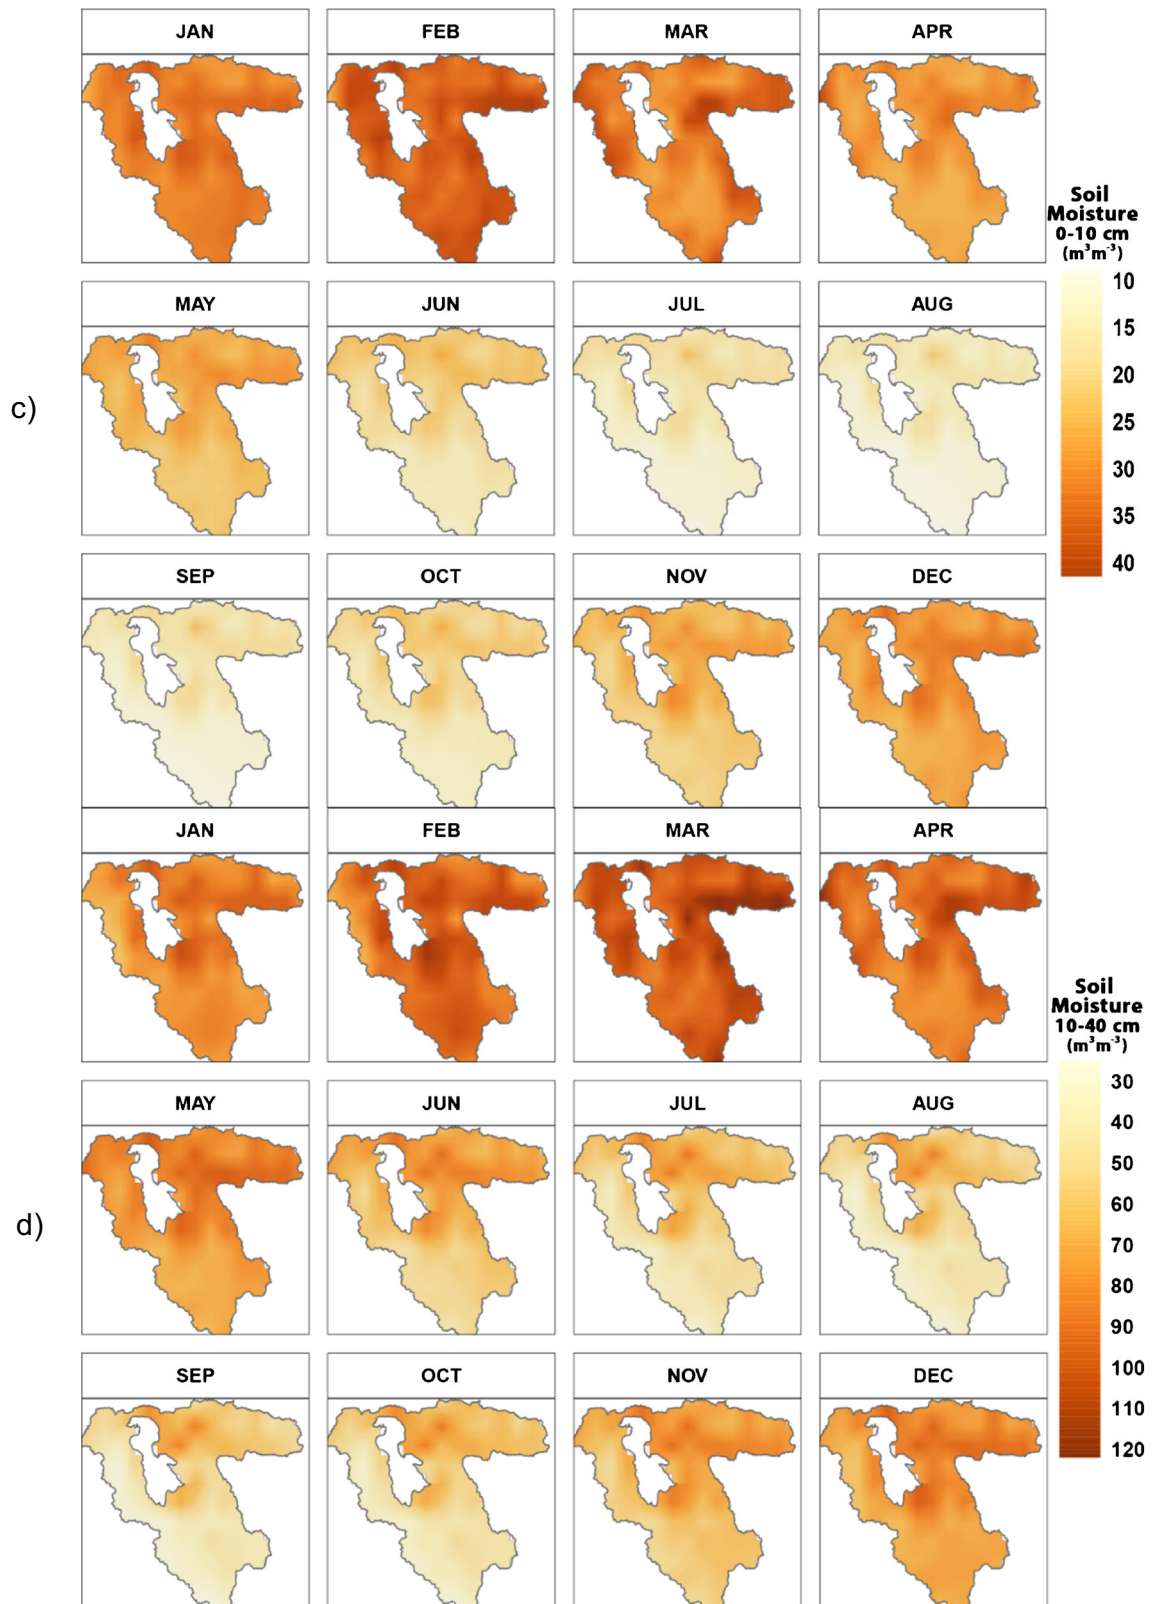 JAN FEB MAR APR
Soil
Moisture
0-10 cm
(m³m⁻³)
10
15
20
25
30
35
40
MAY JUN JUL AUG
c)
SEP OCT NOV DEC
JAN FEB MAR APR
Soil
Moisture
10-40 cm
(m³m⁻³)
30
40
50
60
70
80
90
100
110
120
MAY JUN JUL AUG
d)
SEP OCT NOV DEC